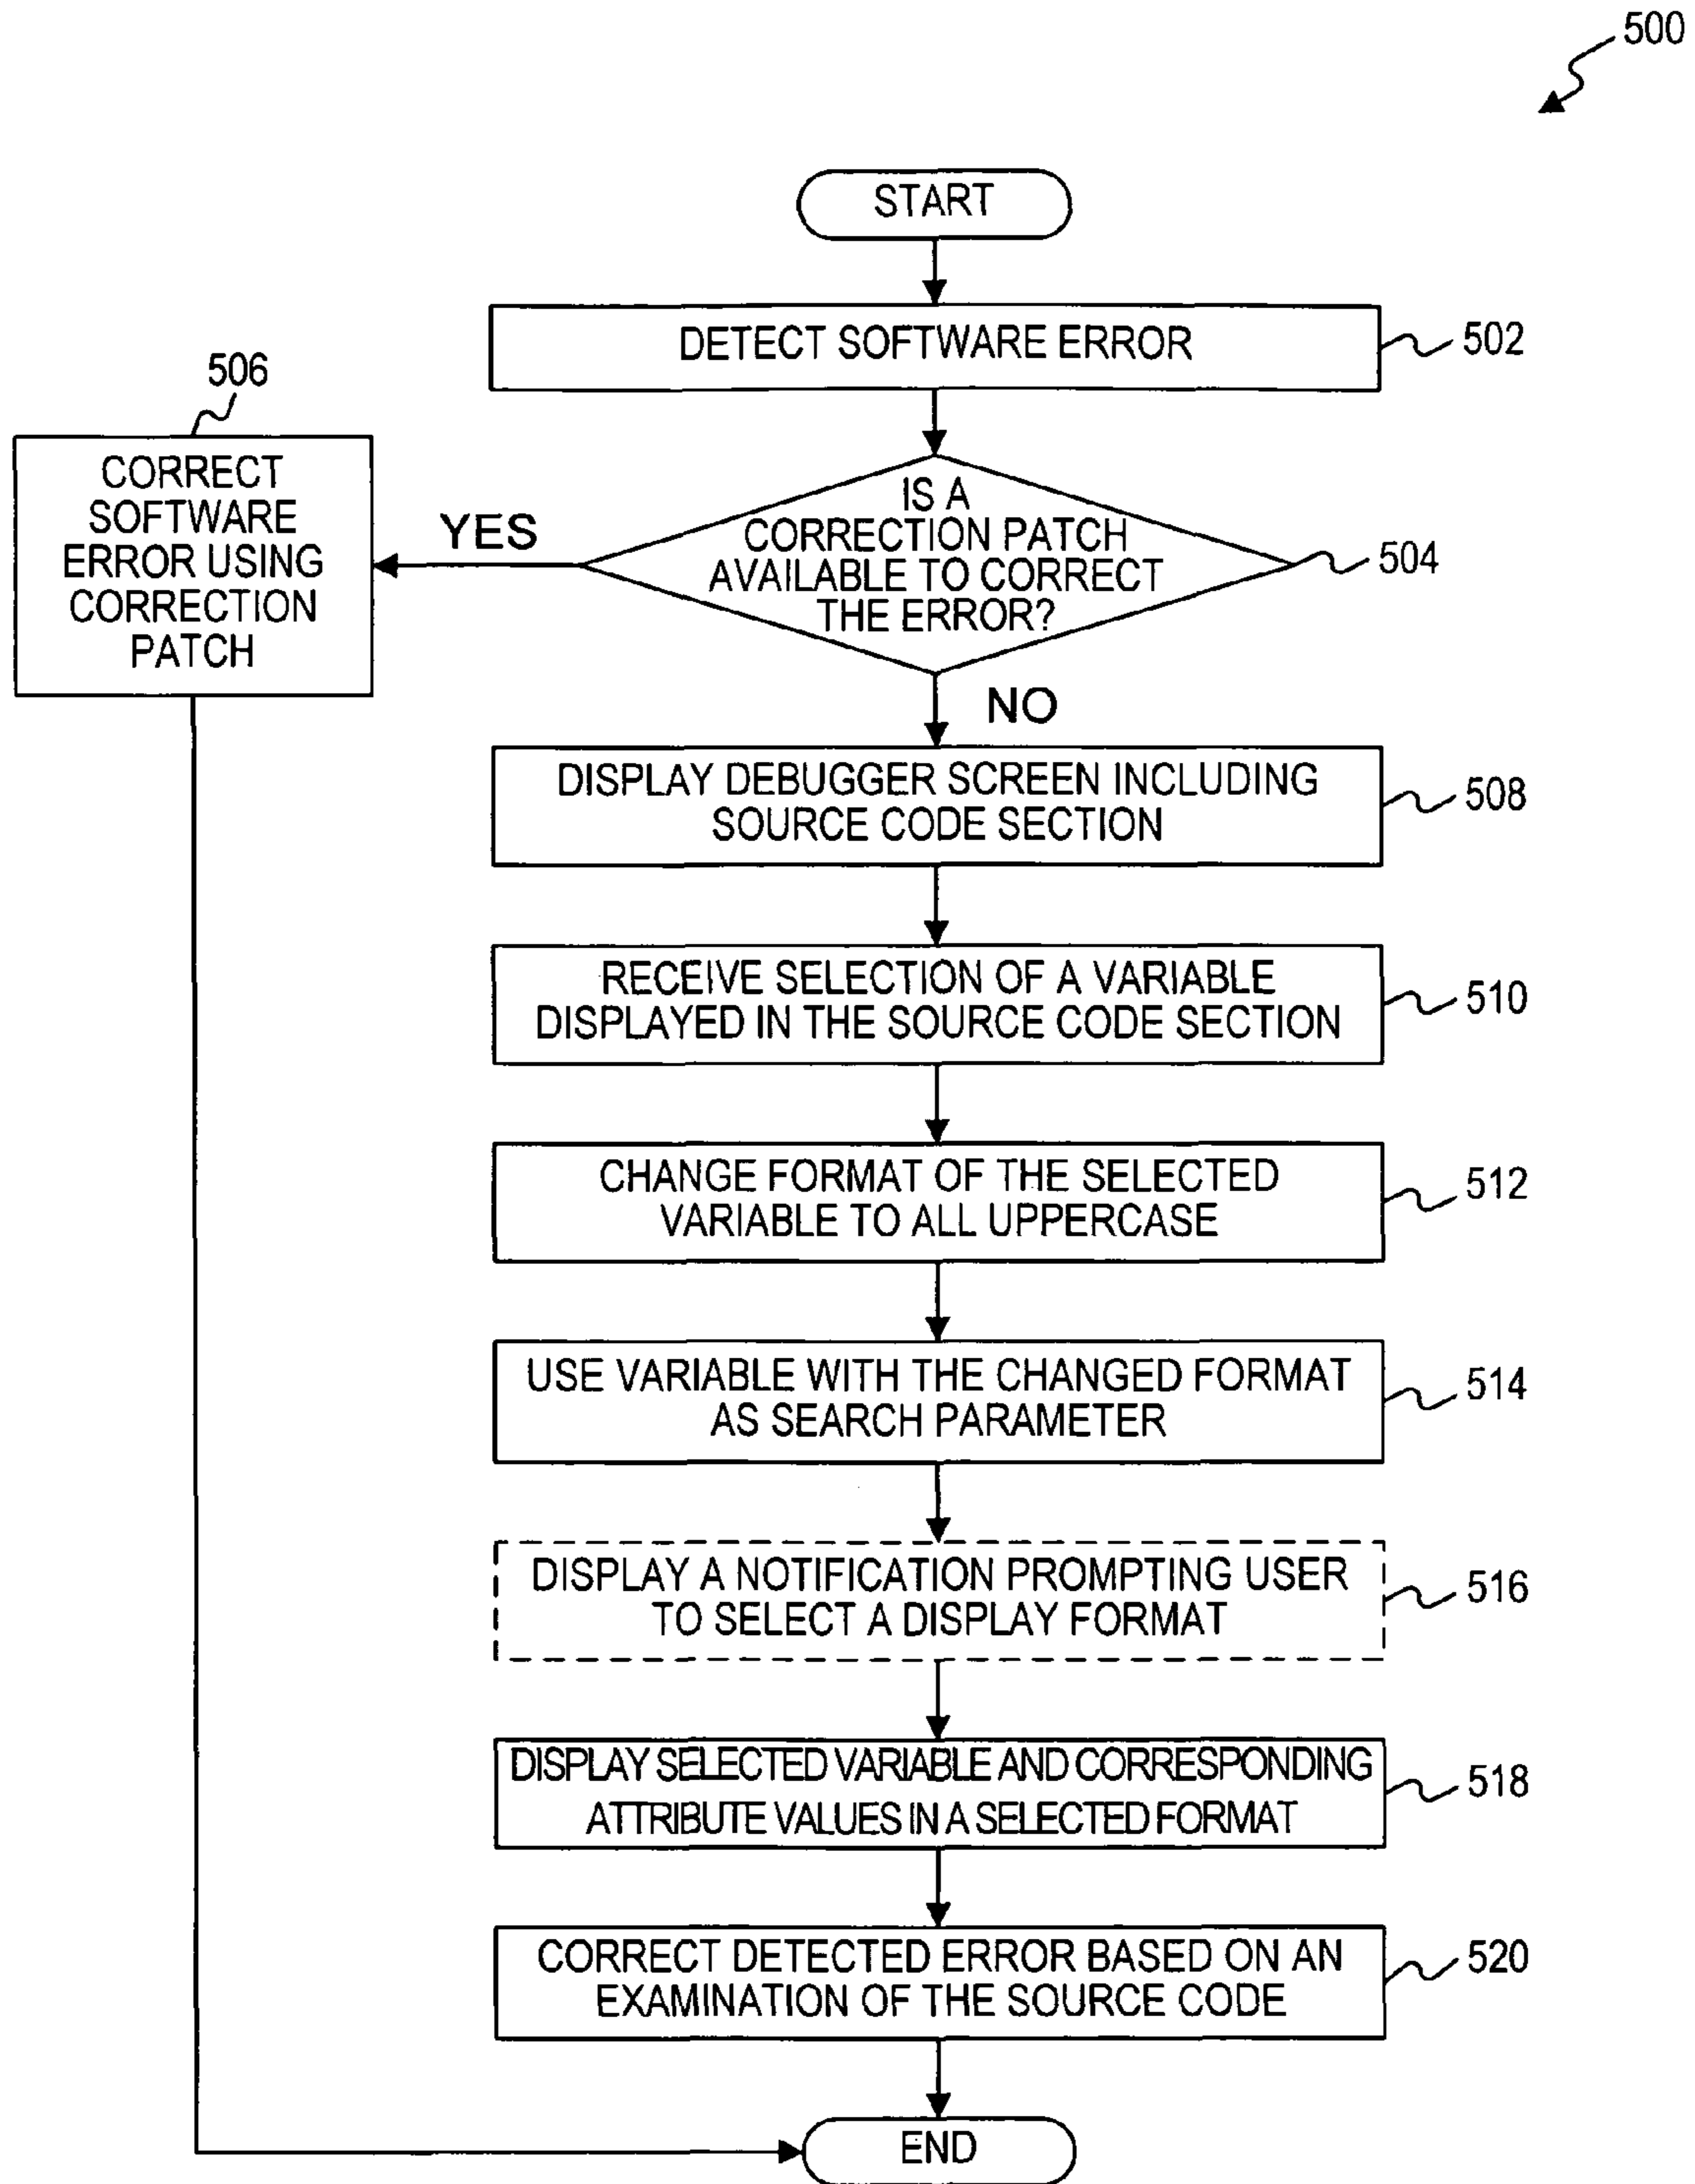 500
START
DETECT SOFTWARE ERROR
502
506
CORRECT
SOFTWARE
ERROR USING
CORRECTION
PATCH
YES
IS A
CORRECTION PATCH
AVAILABLE TO CORRECT
THE ERROR?
504
NO
DISPLAY DEBUGGER SCREEN INCLUDING
SOURCE CODE SECTION
508
RECEIVE SELECTION OF A VARIABLE
DISPLAYED IN THE SOURCE CODE SECTION
510
CHANGE FORMAT OF THE SELECTED
VARIABLE TO ALL UPPERCASE
512
USE VARIABLE WITH THE CHANGED FORMAT
AS SEARCH PARAMETER
514
DISPLAY A NOTIFICATION PROMPTING USER
TO SELECT A DISPLAY FORMAT
516
DISPLAY SELECTED VARIABLE AND CORRESPONDING
ATTRIBUTE VALUES IN A SELECTED FORMAT
518
CORRECT DETECTED ERROR BASED ON AN
EXAMINATION OF THE SOURCE CODE
520
END